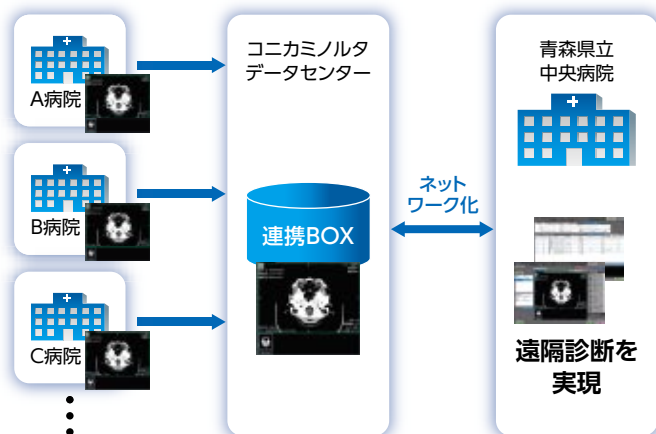 A病院
B病院
C病院
コニカミノルタ
データセンター
連携BOX
ネット
ワーク化
青森県立
中央病院
遠隔診断を
実現